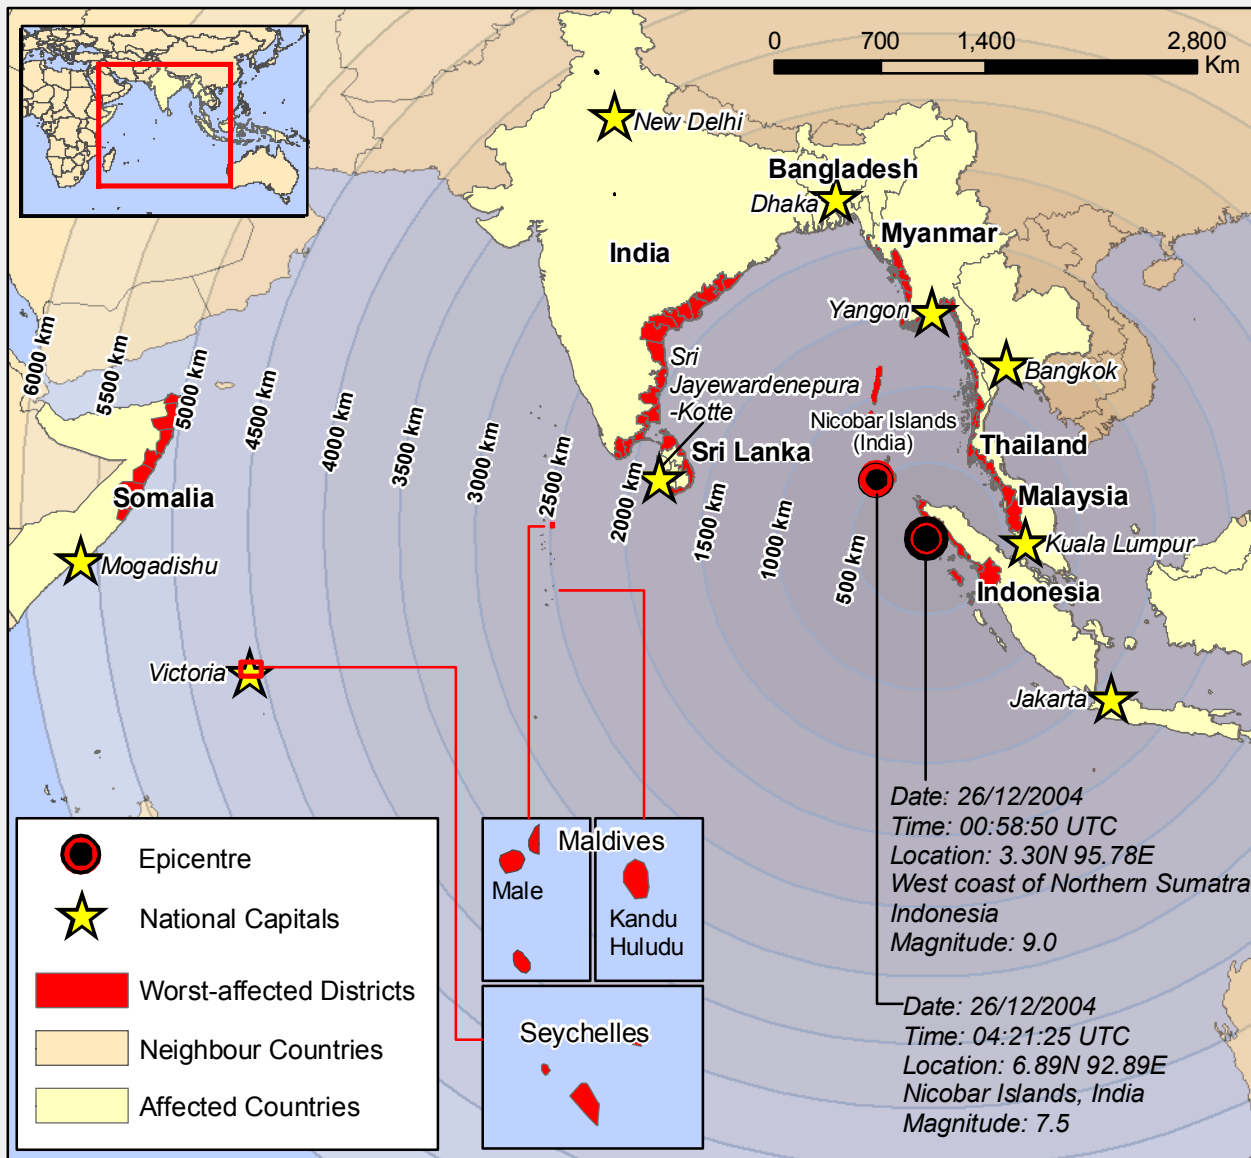 0 700 1,400 2,800
Km
New Delhi
Bangladesh
Dhaka
Myanmar
India
Yangon
Sri
Jayewardenepura
-Kotte
Bangkok
Nicobar Islands
(India)
Sri Lanka
Thailand
Malaysia
Kuala Lumpur
Indonesia
Somalia
Mogadishu
Victoria
Jakarta
6000 km
5500 km
5000 km
4500 km
4000 km
3500 km
3000 km
2500 km
2000 km
1500 km
1000 km
500 km
Date: 26/12/2004
Time: 00:58:50 UTC
Location: 3.30N 95.78E
West coast of Northern Sumatra
Indonesia
Magnitude: 9.0
Date: 26/12/2004
Time: 04:21:25 UTC
Location: 6.89N 92.89E
Nicobar Islands, India
Magnitude: 7.5
Maldives
Male
Kandu
Huludu
Seychelles
Epicentre
National Capitals
Worst-affected Districts
Neighbour Countries
Affected Countries